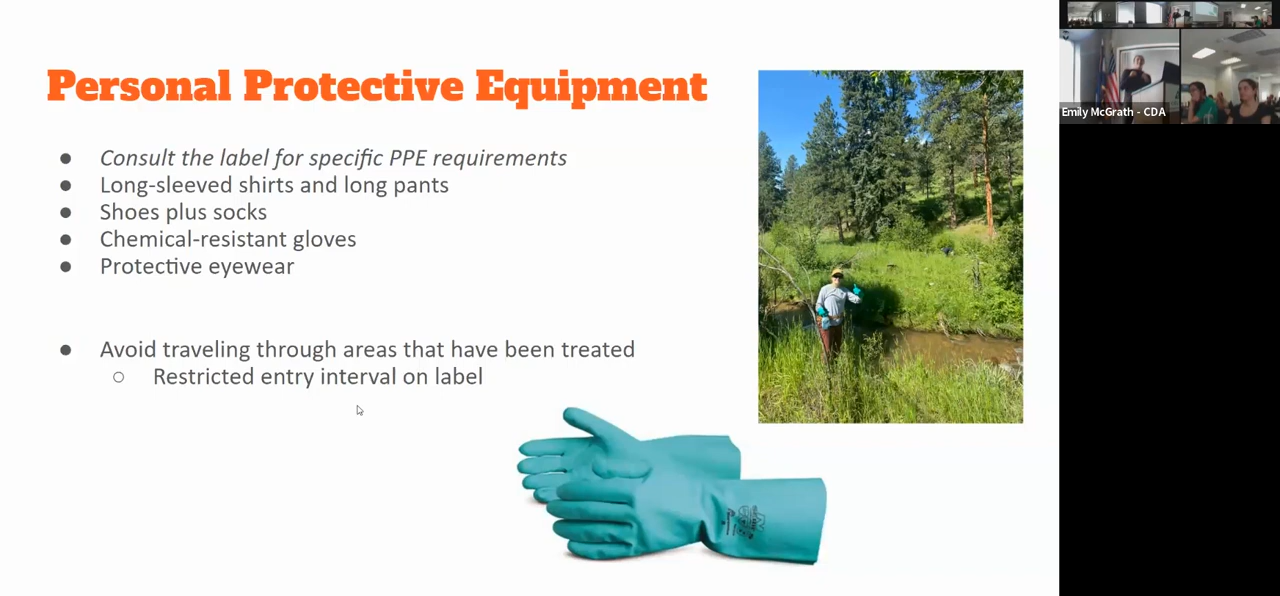 Personal Protective Equipment
● Consult the label for specific PPE requirements
● Long-sleeved shirts and long pants
● Shoes plus socks
● Chemical-resistant gloves
● Protective eyewear
● Avoid traveling through areas that have been treated
○ Restricted entry interval on label
Emily McGrath - CDA